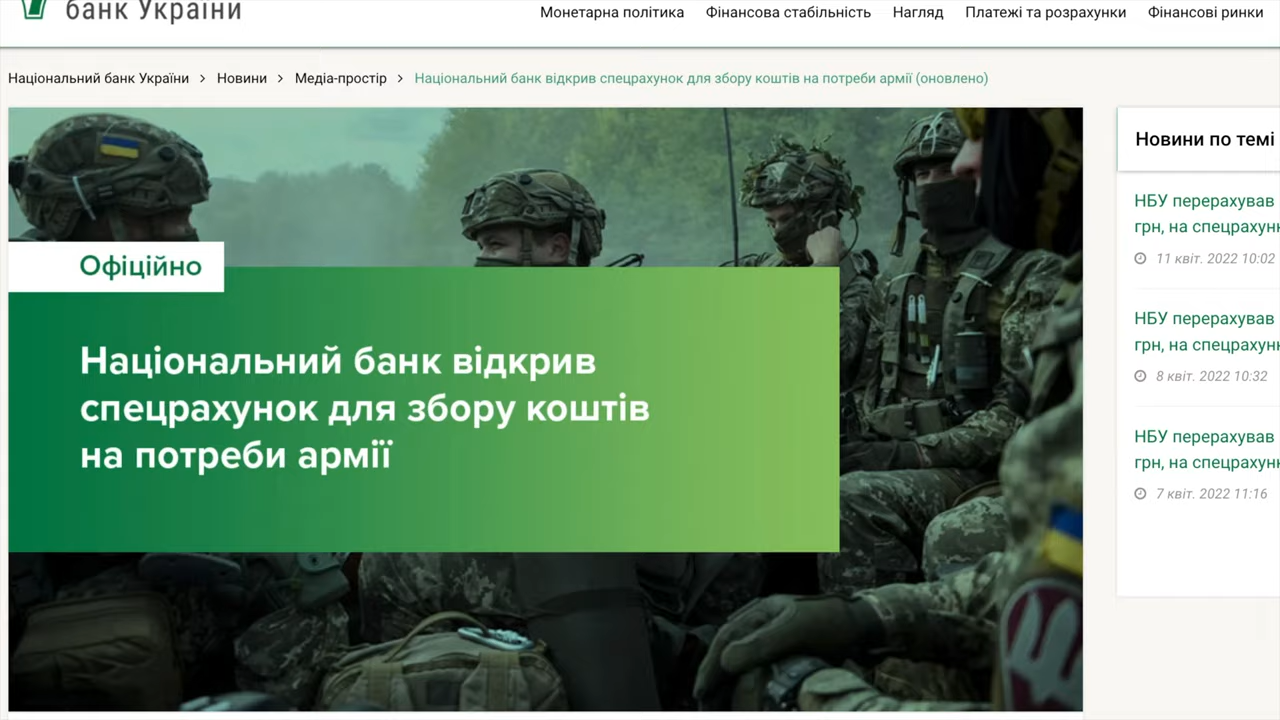 банк України
Монетарна політика Фінансова стабільність Нагляд Платежі та розрахунки Фінансові ринки
Національний банк України > Новини > Медіа-простір > Національний банк відкрив спецрахунок для збору коштів на потреби армії (оновлено)
Офіційно
Національний банк відкрив
спецрахунок для збору коштів
на потреби армії
Новини по темі
НБУ перерахував
грн, на спецрахун
11 квіт. 2022 10:02
НБУ перерахував
грн, на спецрахун
8 квіт. 2022 10:32
НБУ перерахував
грн, на спецрахун
7 квіт. 2022 11:16